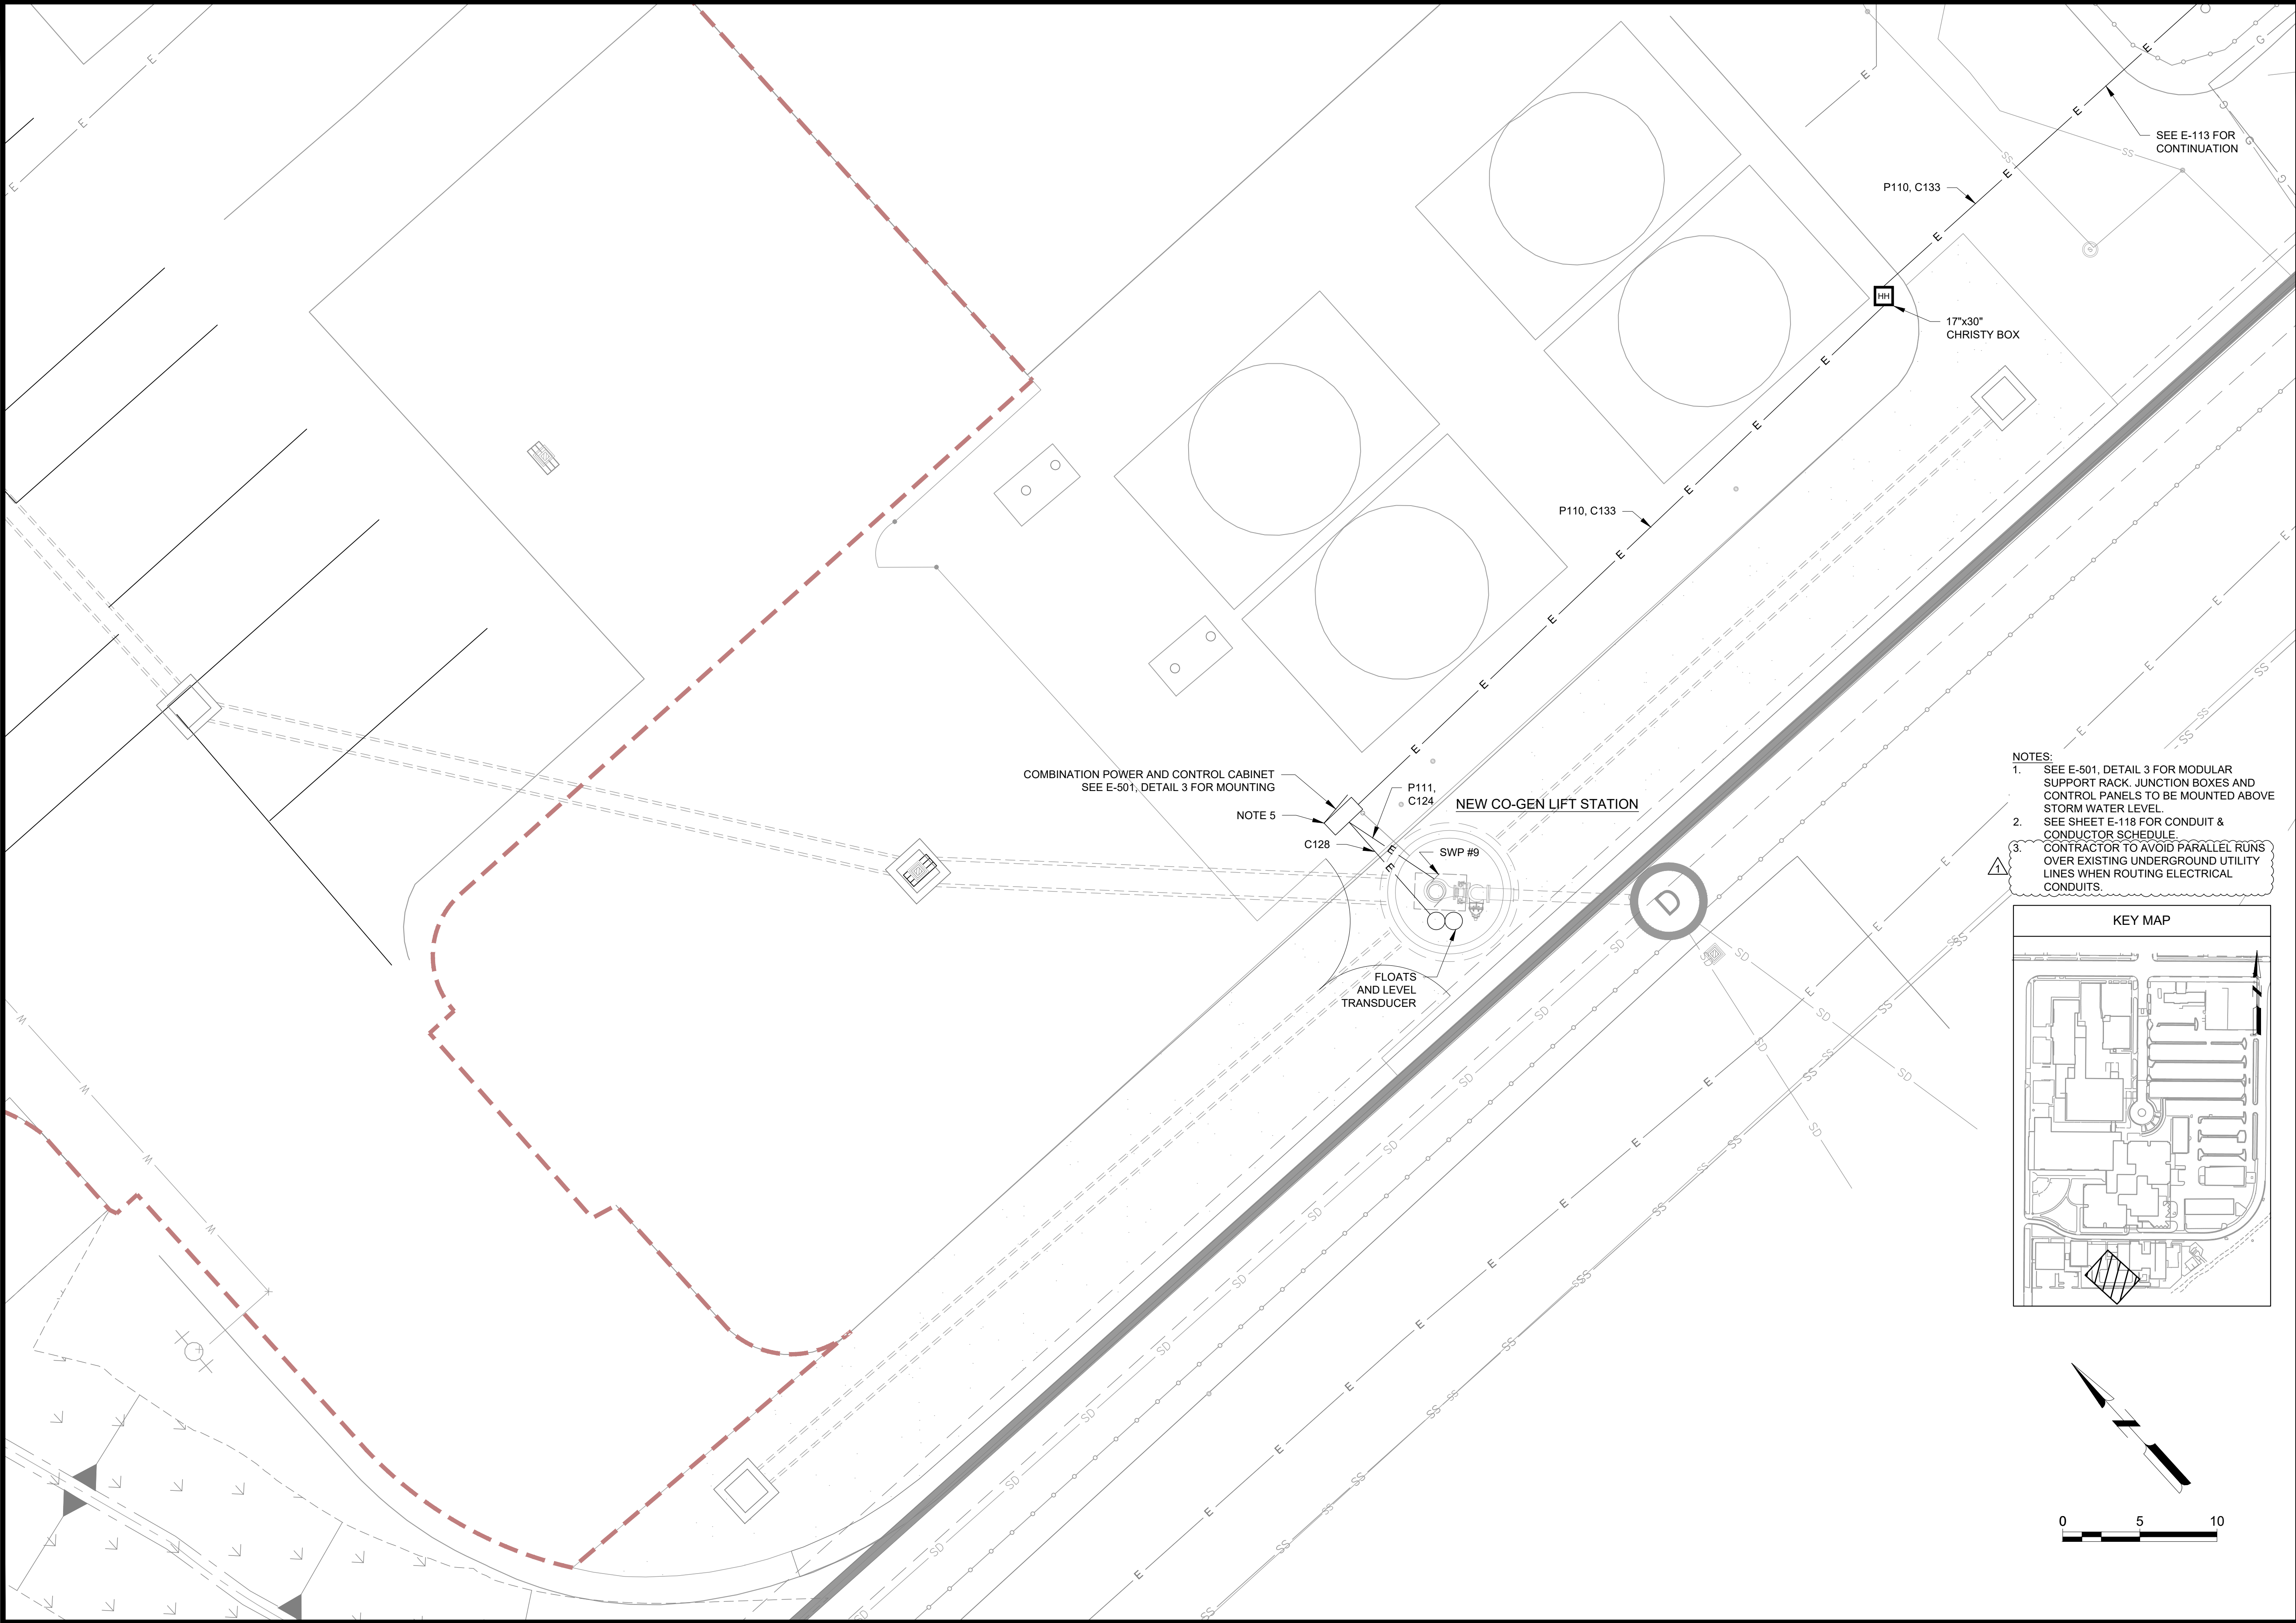 SEE E-113 FOR
CONTINUATION
P110, C133
HH
17"x30"
CHRISTY BOX
P110, C133
COMBINATION POWER AND CONTROL CABINET
SEE E-501, DETAIL 3 FOR MOUNTING
NOTE 5
P111,
C124
NEW CO-GEN LIFT STATION
C128
SWP #9
D
FLOATS
AND LEVEL
TRANSDUCER
NOTES:
1. SEE E-501, DETAIL 3 FOR MODULAR
SUPPORT RACK. JUNCTION BOXES AND
CONTROL PANELS TO BE MOUNTED ABOVE
STORM WATER LEVEL.
2. SEE SHEET E-118 FOR CONDUIT &
CONDUCTOR SCHEDULE.
3. CONTRACTOR TO AVOID PARALLEL RUNS
OVER EXISTING UNDERGROUND UTILITY
LINES WHEN ROUTING ELECTRICAL
CONDUITS.
1
KEY MAP
0 5 10
E
SS
SD
W
G
S